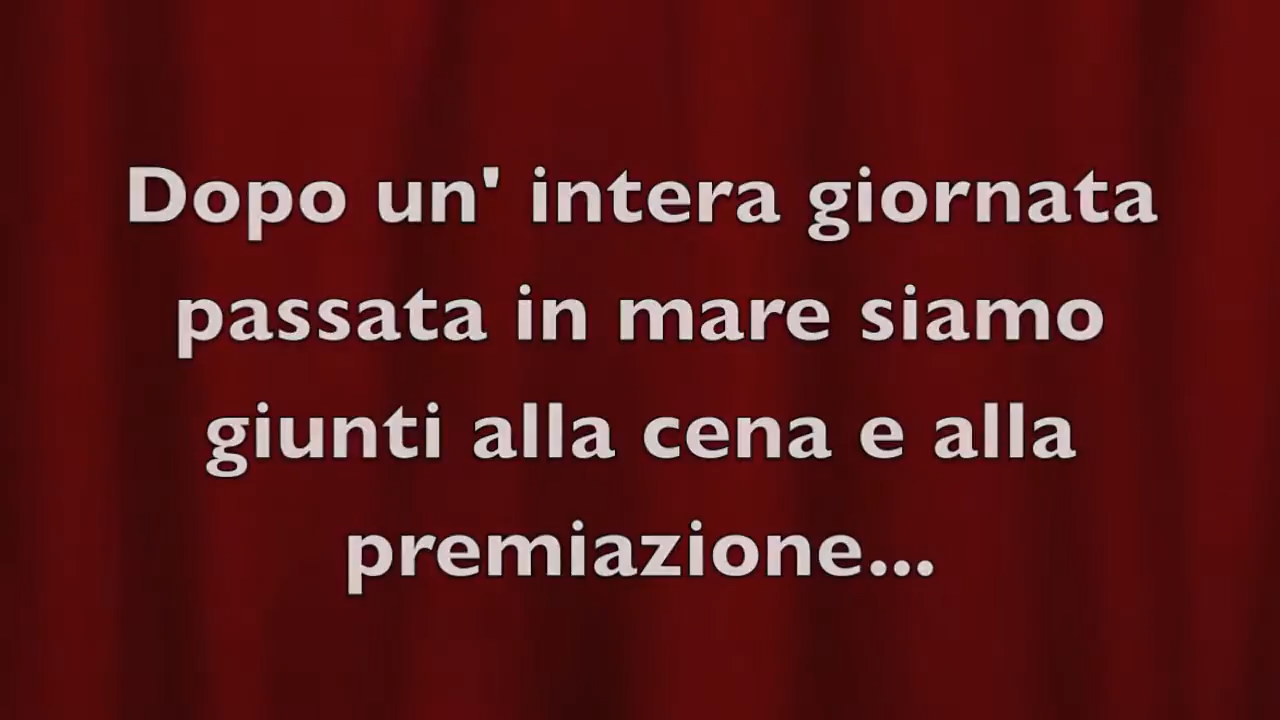 Dopo un' intera giornata
passata in mare siamo
giunti alla cena e alla
premiazione...